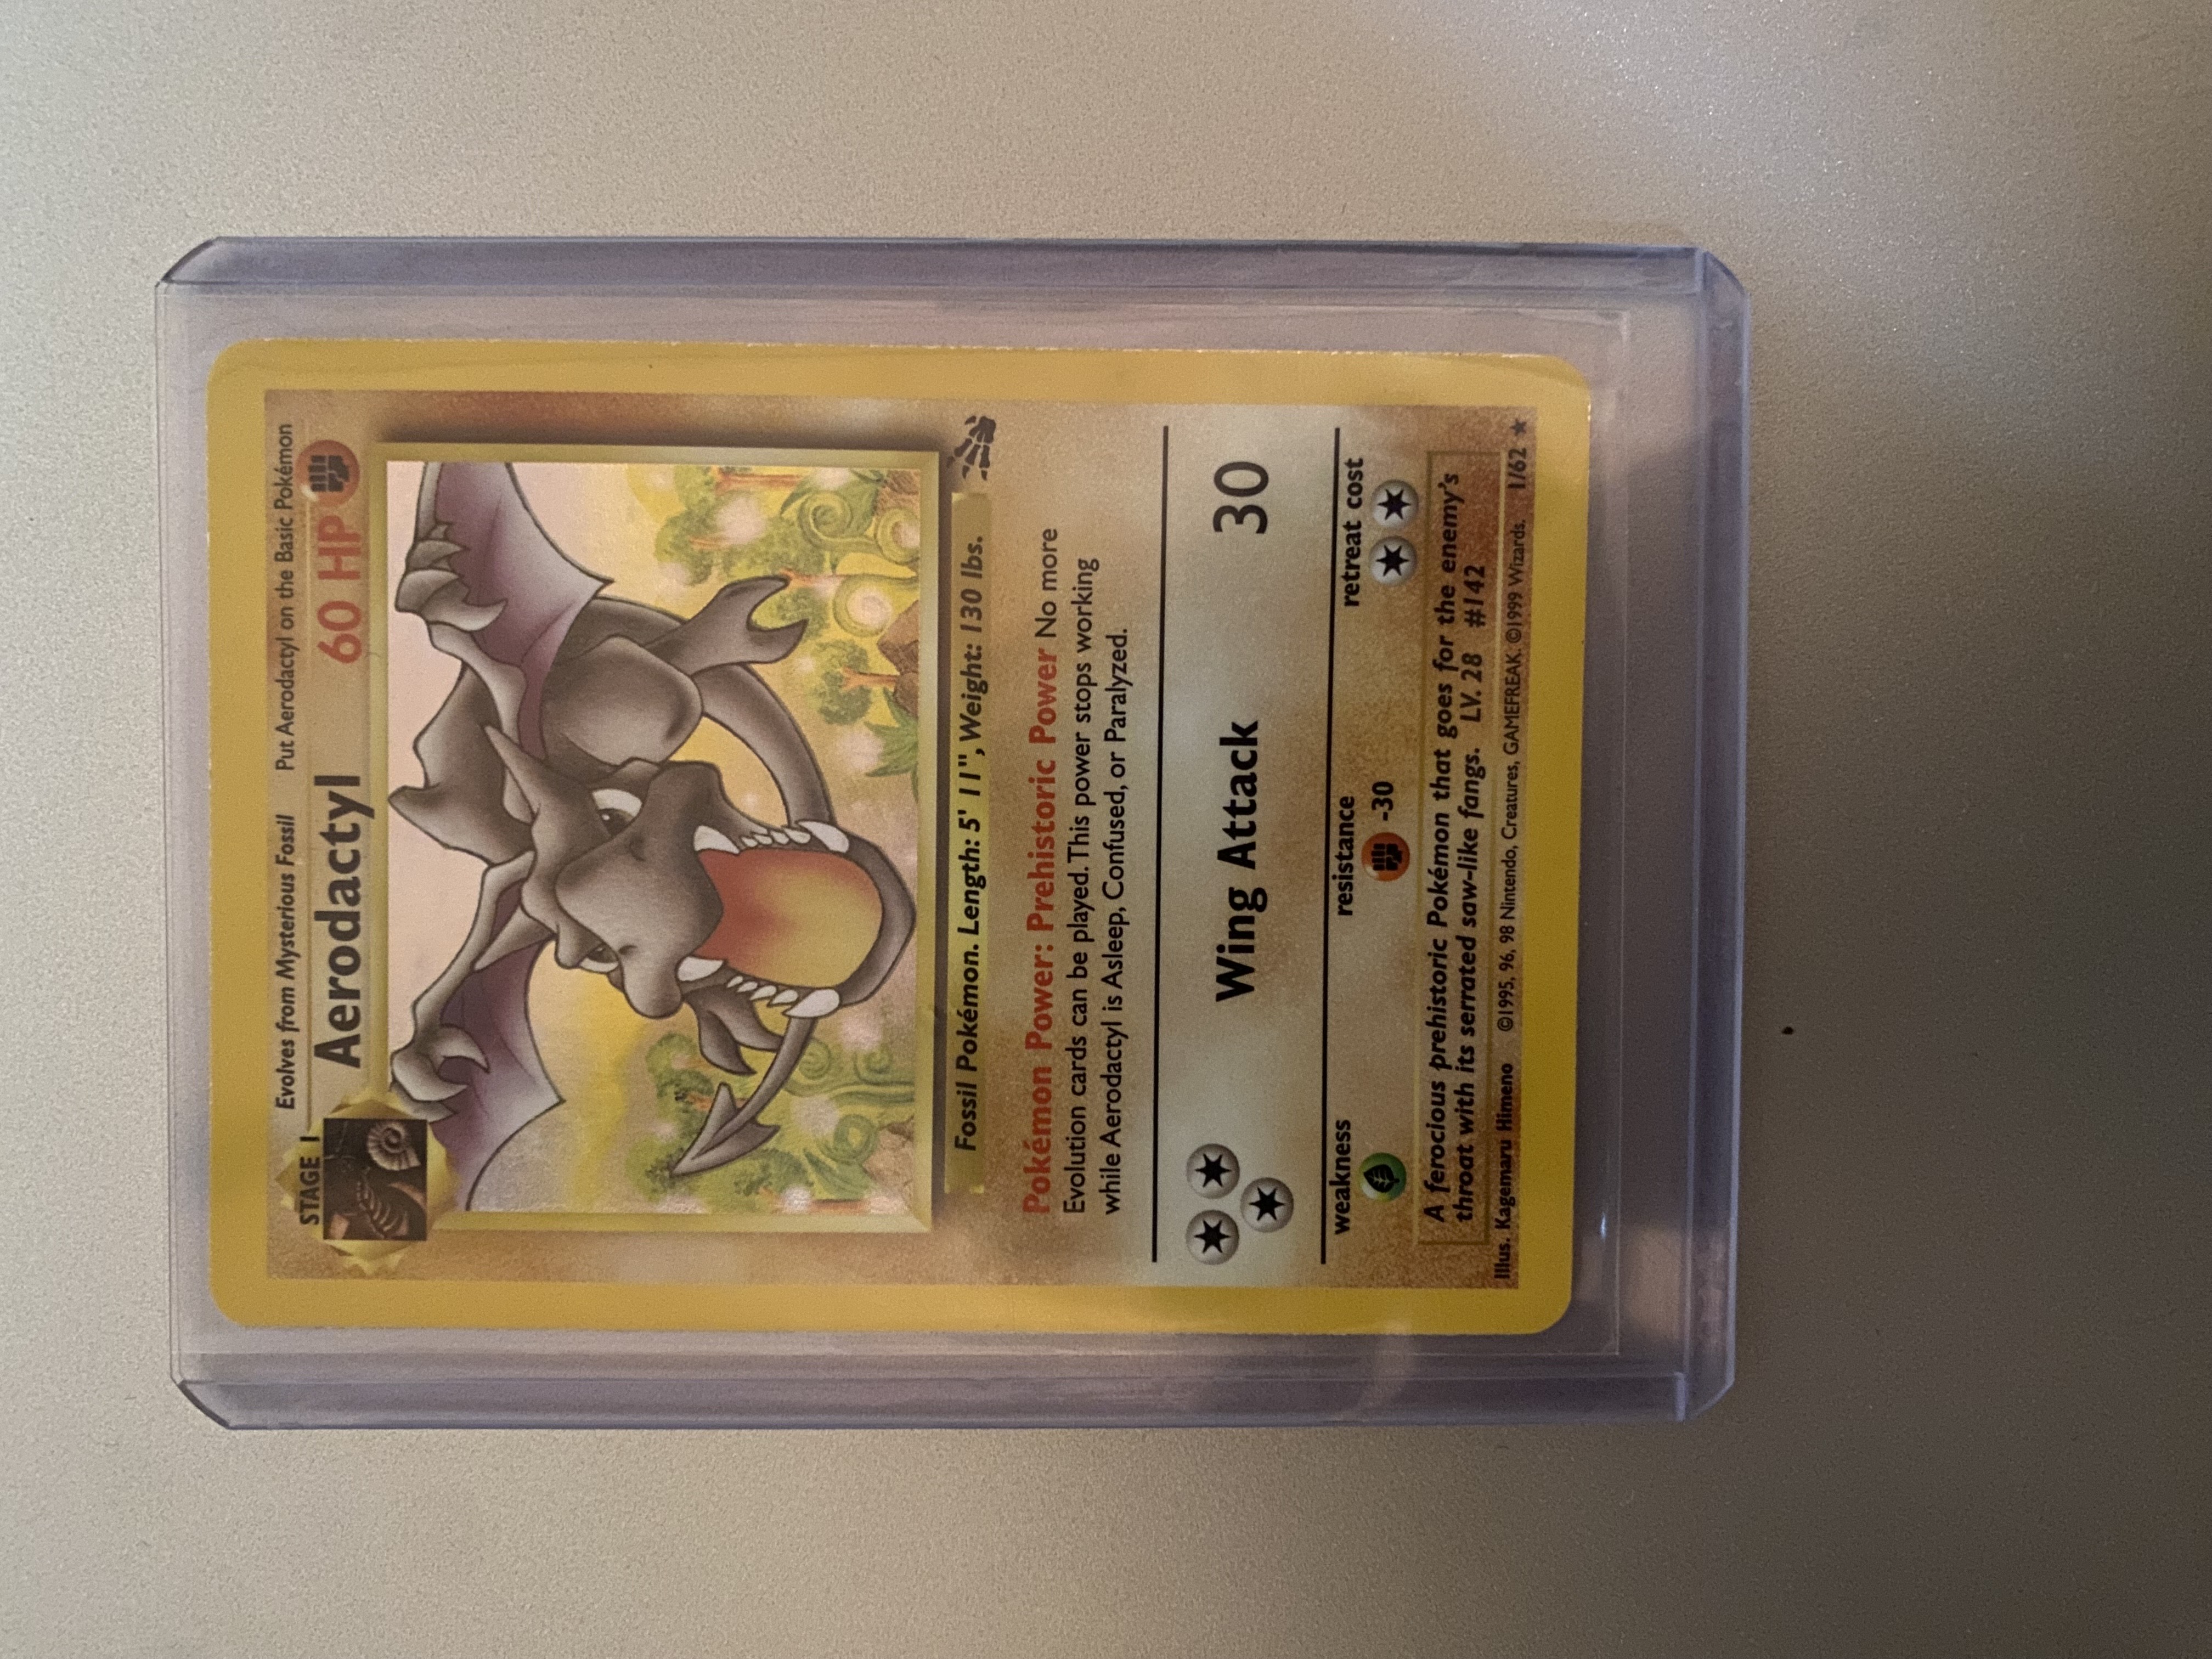 STAGE 1
Evolves from Mysterious Fossil Put Aerodactyl on the Basic Pokémon
Aerodactyl 60 HP
Fossil Pokémon. Length: 5' 11", Weight: 130 lbs.
Pokémon Power: Prehistoric Power No more
Evolution cards can be played. This power stops working
while Aerodactyl is Asleep, Confused, or Paralyzed.
Wing Attack 30
weakness resistance retreat cost
-30
A ferocious prehistoric Pokémon that goes for the enemy's
throat with its serrated saw-like fangs. LV. 28 #142
Illus. Kagemaru Himeno ©1995, 96, 98 Nintendo, Creatures, GAMEFREAK. ©1999 Wizards. 1/62 ★